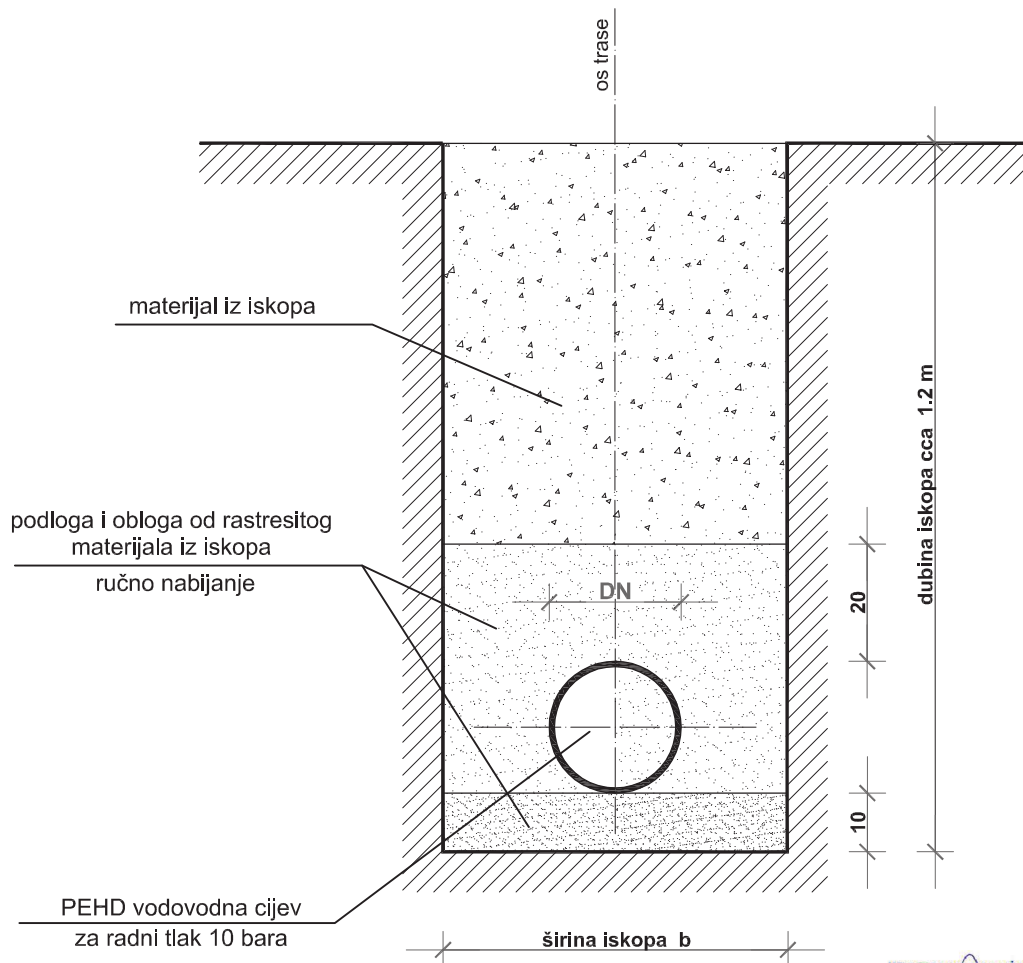 os trase
materijal iz iskopa
dubina iskopa cca 1.2 m
podloga i obloga od rastresitog
materijala iz iskopa
ručno nabijanje
DN
20
10
PEHD vodovodna cijev
za radni tlak 10 bara
širina iskopa b